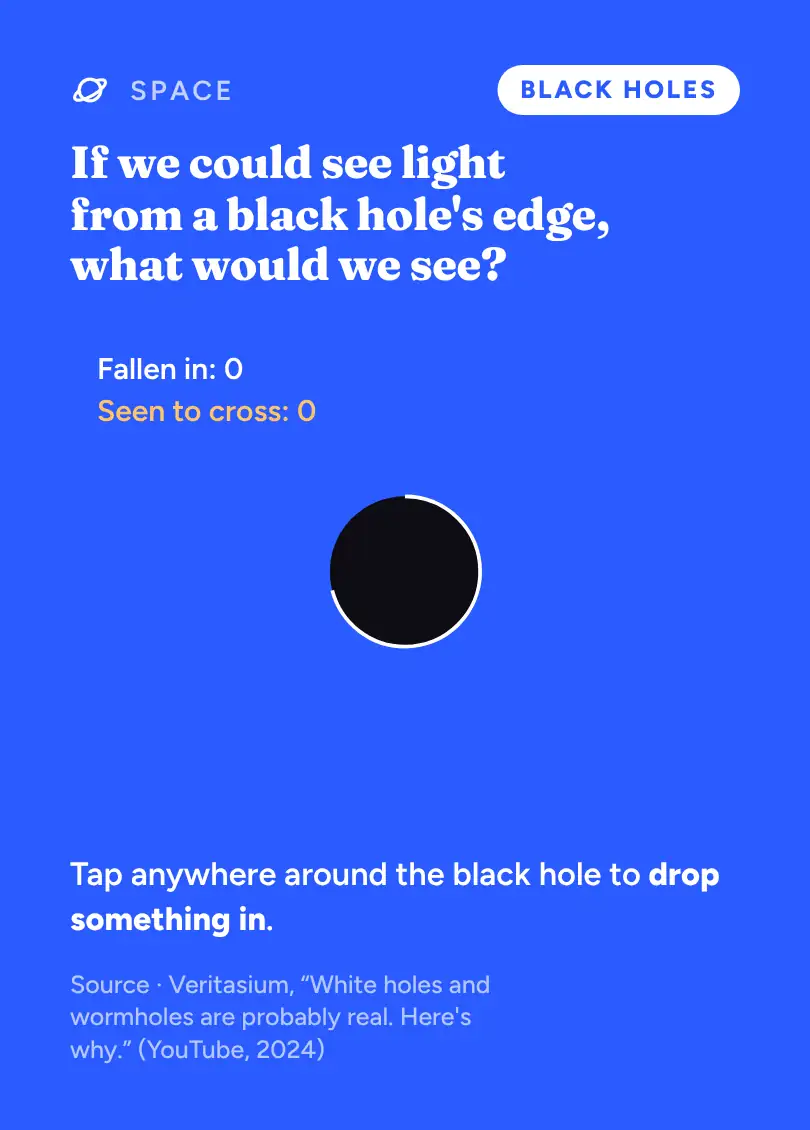 SPACE
BLACK HOLES
If we could see light
from a black hole's edge,
what would we see?
Fallen in: 0
Seen to cross: 0
Tap anywhere around the black hole to drop
something in.
Source · Veritasium, “White holes and
wormholes are probably real. Here's
why.” (YouTube, 2024)